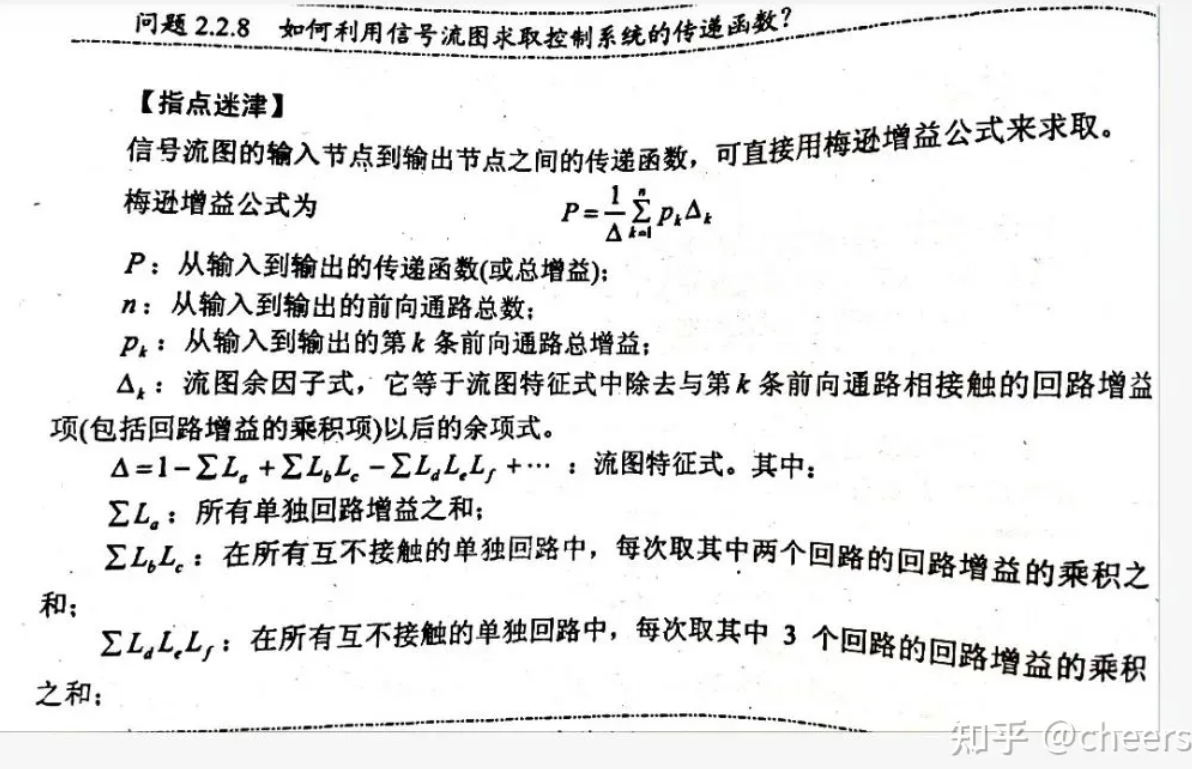 问题 2.2.8 如何利用信号流图求取控制系统的传递函数?
【指点迷津】
信号流图的输入节点到输出节点之间的传递函数，可直接用梅逊增益公式来求取。
梅逊增益公式为 P=\frac{1}{Δ}\sum_{k=1}^{n} p_kΔ_k
P：从输入到输出的传递函数(或总增益)；
n：从输入到输出的前向通路总数；
p_k：从输入到输出的第 k 条前向通路总增益；
Δ_k：流图余因子式，它等于流图特征式中除去与第 k 条前向通路相接触的回路增益
项(包括回路增益的乘积项)以后的余项式。
Δ=1-∑L_a+∑L_bL_c-∑L_dL_eL_f+⋯：流图特征式。其中：
∑L_a：所有单独回路增益之和；
∑L_bL_c：在所有互不接触的单独回路中，每次取其中两个回路的回路增益的乘积之
和；
∑L_dL_eL_f：在所有互不接触的单独回路中，每次取其中 3 个回路的回路增益的乘积
之和；
知乎 @cheers